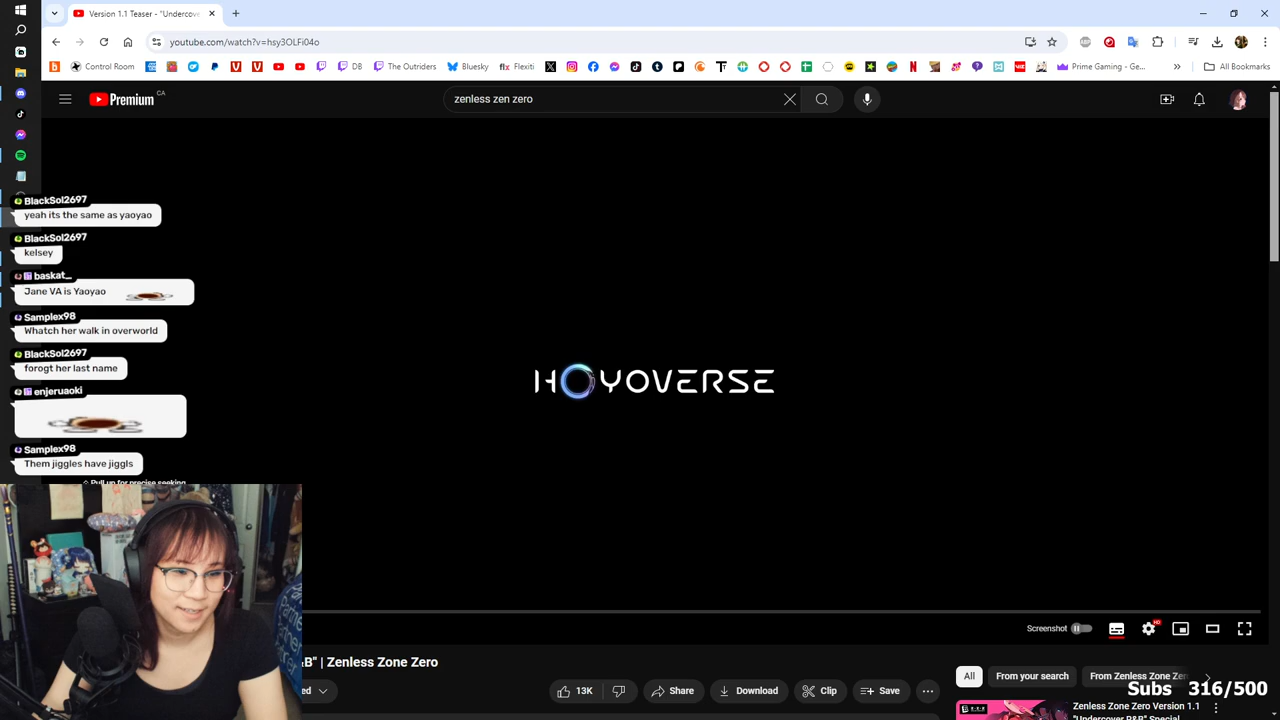 Version 1.1 Teaser - "Undercove
youtube.com/watch?v=hsy3OLFi04o
Control Room
DB
The Outriders
Bluesky
Flexiti
Prime Gaming - Ge...
All Bookmarks
Premium CA
zenless zen zero
BlackSol2697
yeah its the same as yaoyao
BlackSol2697
kelsey
baskat_
Jane VA is Yaoyao
Samplex98
Whatch her walk in overworld
BlackSol2697
forogt her last name
enjeruaoki
Samplex98
Them jiggles have jiggls
Pull up for precise seeking
HOYOVERSE
Screenshot
HD
&B" | Zenless Zone Zero
ed
13K
Share
Download
Clip
Save
All
From your search
From Zenless Zone Zer
Subs 316/500
Zenless Zone Zero Version 1.1
"Undercover R&B" Special